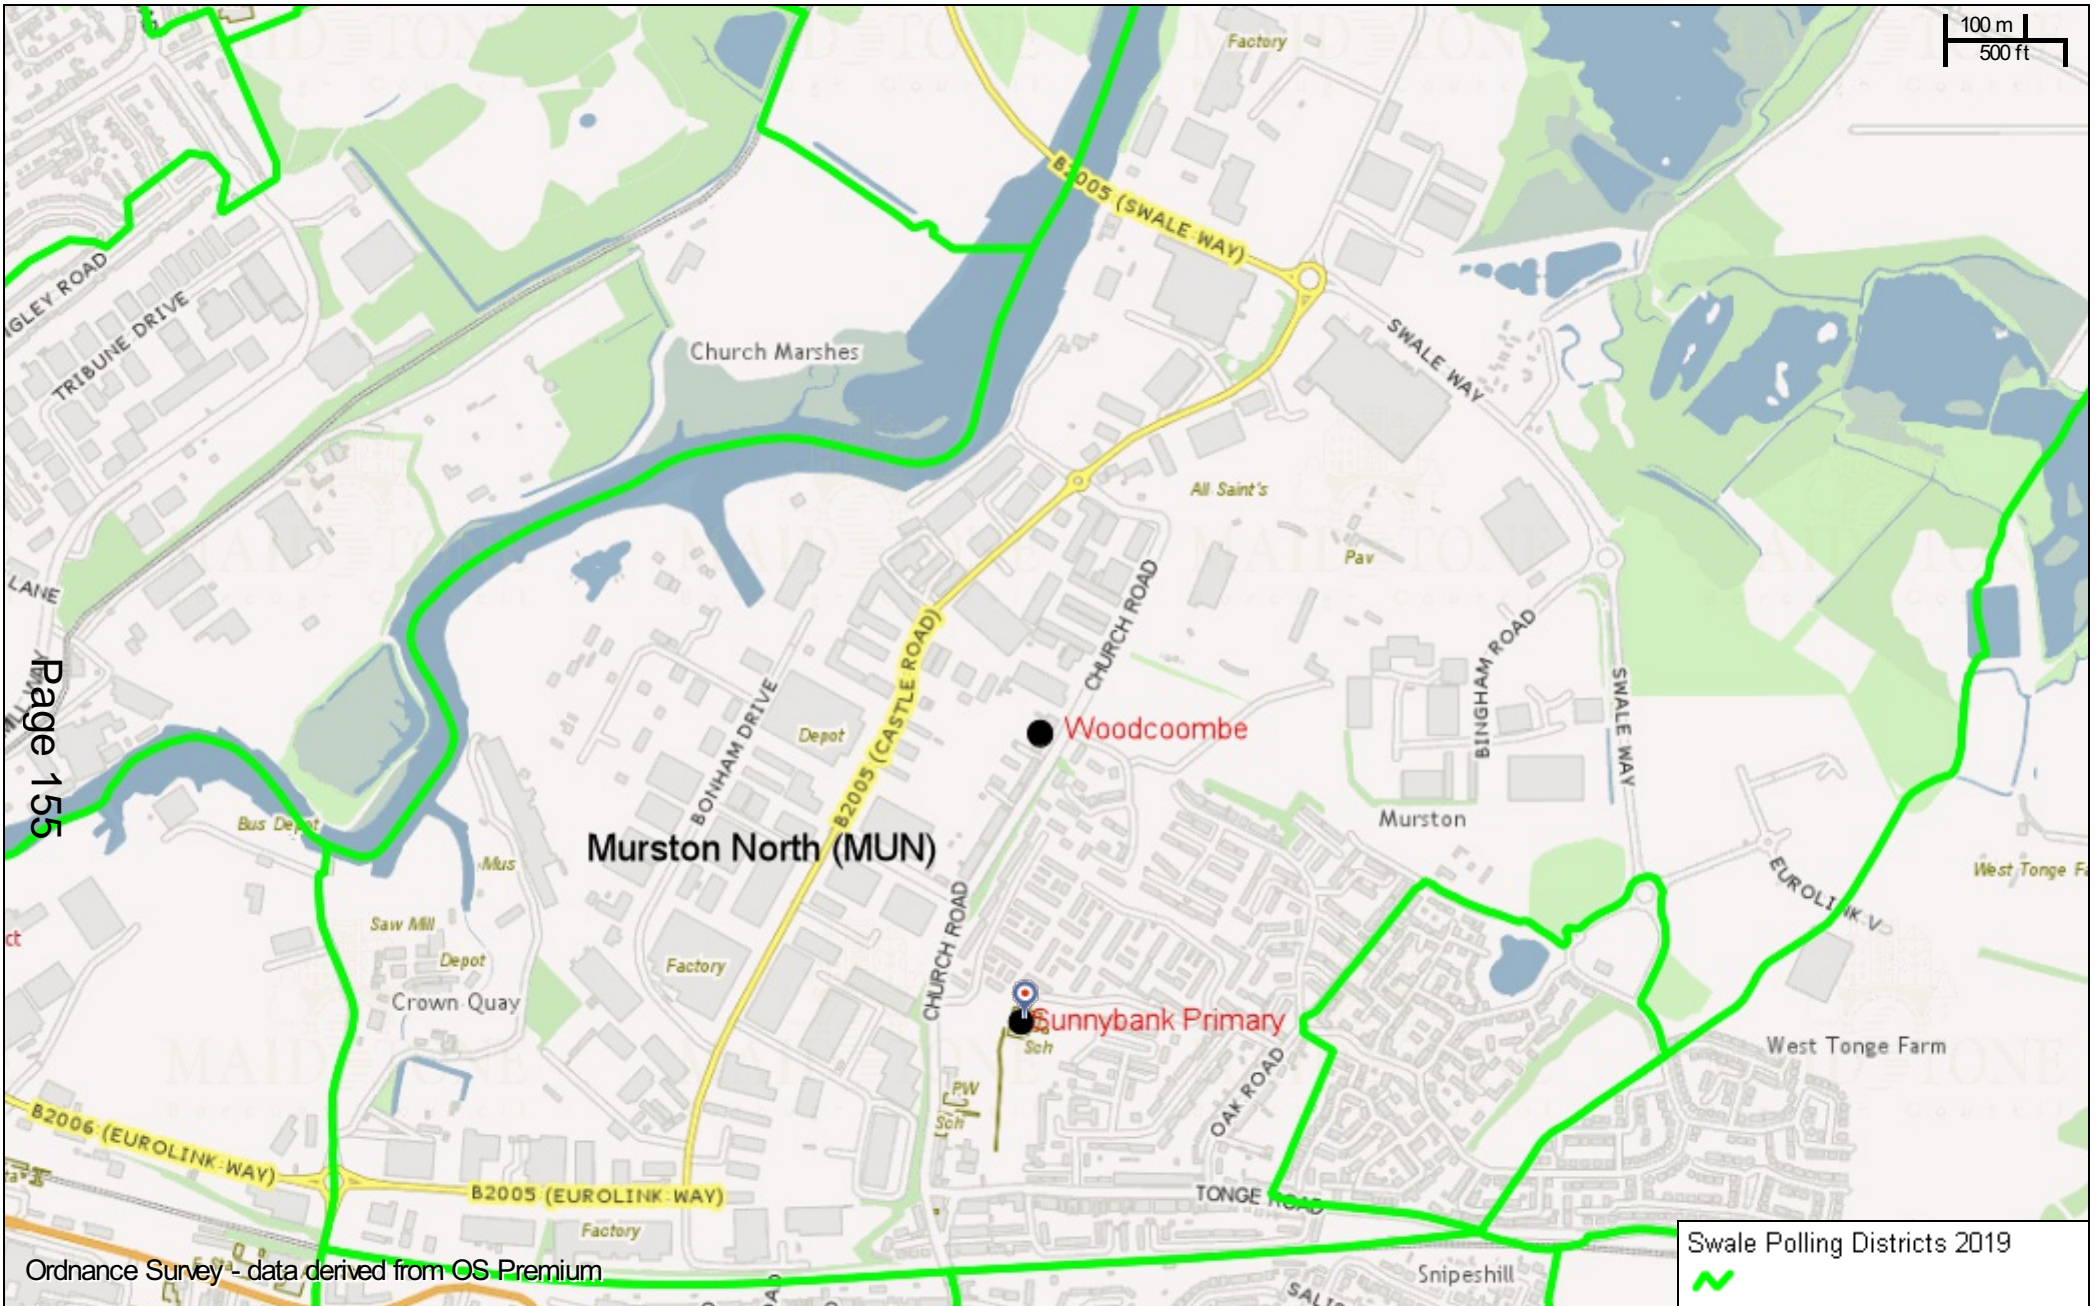 Factory
100 m
500 ft
B2005 (SWALE WAY)
TRIBUNE DRIVE
Church Marshes
SWALE WAY
All Saint's
Pav
LANE
CHURCH ROAD
BINGHAM ROAD
SWALE WAY
Page 155
BONHAM DRIVE
Depot
B2005 (CASTLE ROAD)
Woodcoombe
Murston
Bus Depot
Mus
Murston North (MUN)
EUROLINK V
West Tonge Fa
Saw Mill
Depot
Factory
CHURCH ROAD
Crown Quay
Sunnybank Primary
Sch
West Tonge Farm
OAK ROAD
PW
Sch
B2006 (EUROLINK WAY)
B2005 (EUROLINK WAY)
TONGE ROAD
Factory
Snipeshill
Swale Polling Districts 2019
Ordnance Survey - data derived from OS Premium